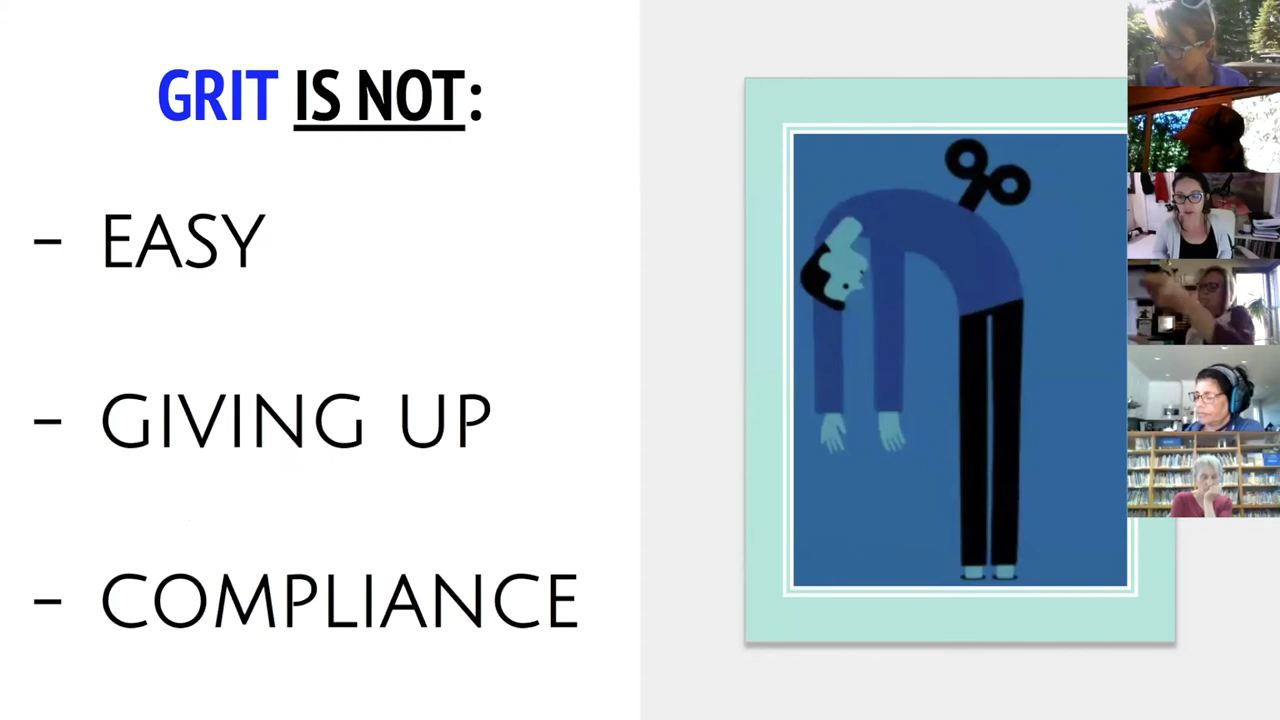 GRIT IS NOT:
- EASY
- GIVING UP
- COMPLIANCE